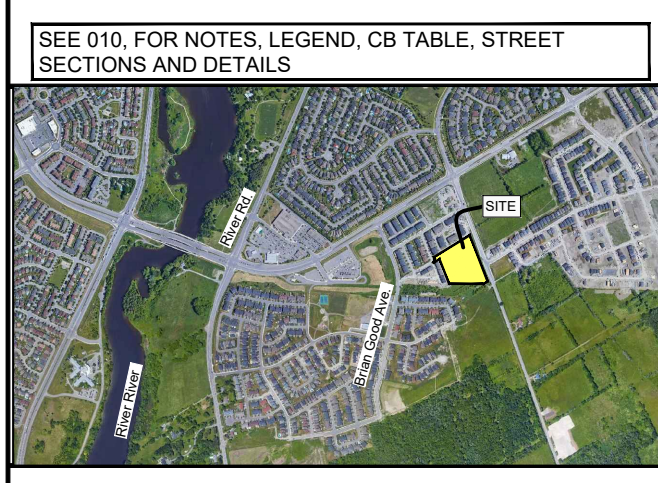 SEE 010, FOR NOTES, LEGEND, CB TABLE, STREET
SECTIONS AND DETAILS
River Rd.
SITE
Brian Good Ave.
River River